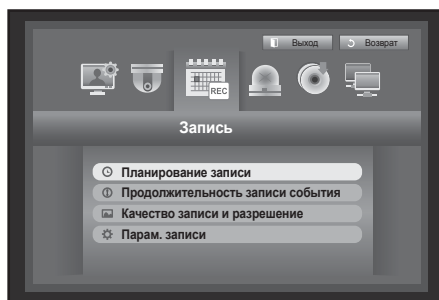 Выход
Возврат
REC
Запись
Планирование записи
Продолжительность записи события
Качество записи и разрешение
Парам. записи